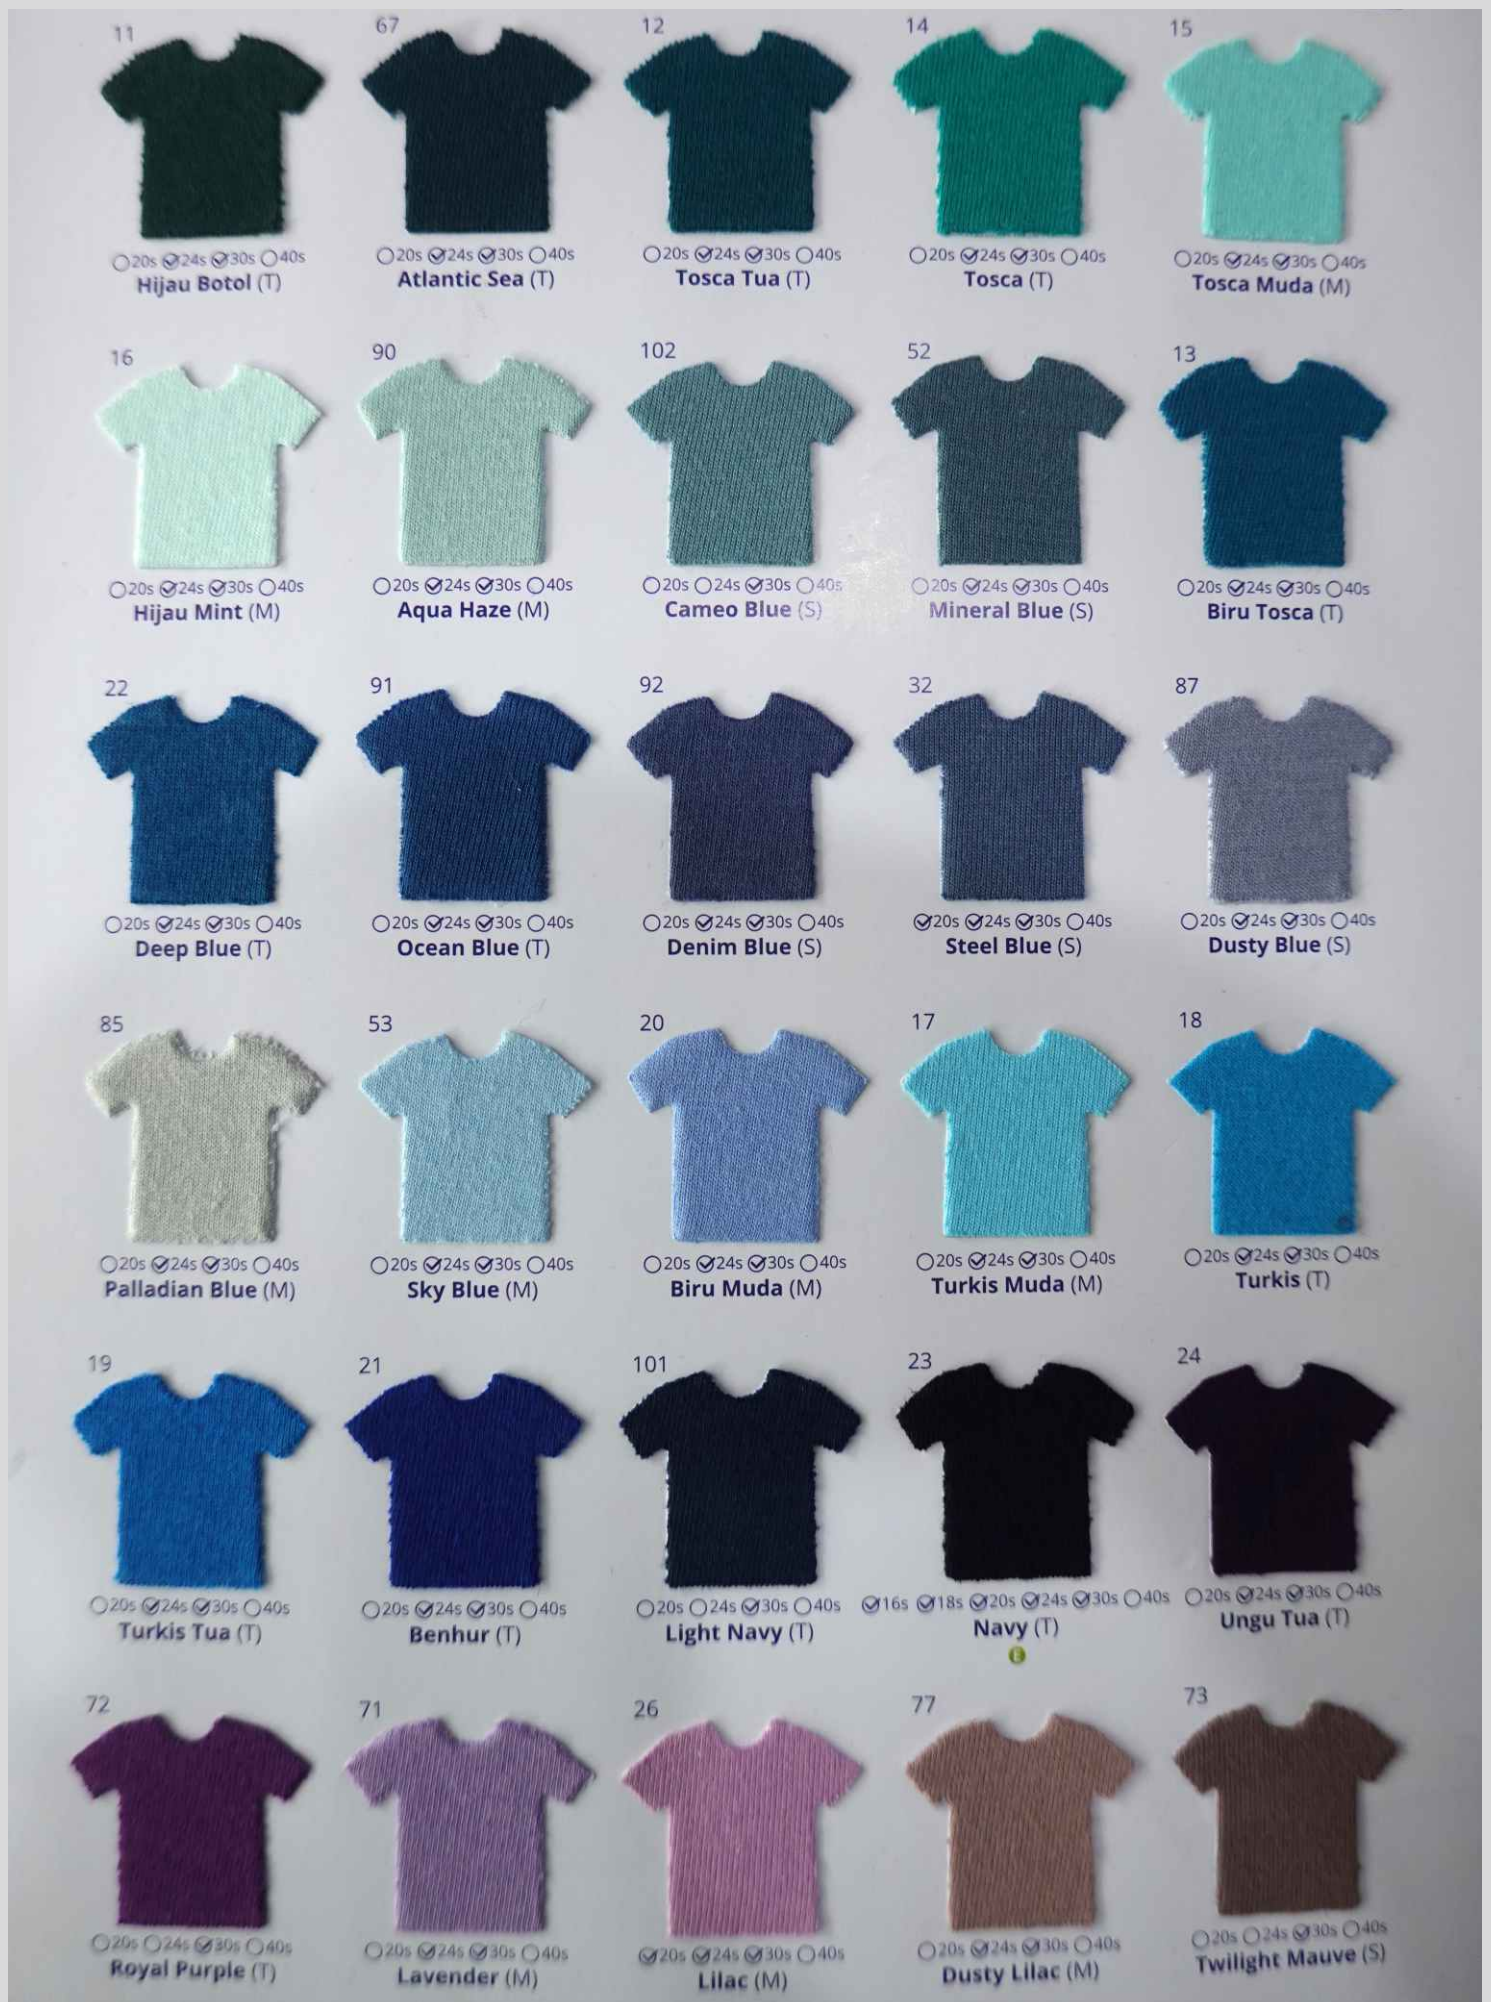 11 67 12 14 15
20s 24s 30s 40s 20s 24s 30s 40s 20s 24s 30s 40s 20s 24s 30s 40s 20s 24s 30s 40s
Hijau Botol (T) Atlantic Sea (T) Tosca Tua (T) Tosca (T) Tosca Muda (M)
16 90 102 52 13
20s 24s 30s 40s 20s 24s 30s 40s 20s 24s 30s 40s 20s 24s 30s 40s 20s 24s 30s 40s
Hijau Mint (M) Aqua Haze (M) Cameo Blue (S) Mineral Blue (S) Biru Tosca (T)
22 91 92 32 87
20s 24s 30s 40s 20s 24s 30s 40s 20s 24s 30s 40s 20s 24s 30s 40s 20s 24s 30s 40s
Deep Blue (T) Ocean Blue (T) Denim Blue (S) Steel Blue (S) Dusty Blue (S)
85 53 20 17 18
20s 24s 30s 40s 20s 24s 30s 40s 20s 24s 30s 40s 20s 24s 30s 40s 20s 24s 30s 40s
Palladian Blue (M) Sky Blue (M) Biru Muda (M) Turkis Muda (M) Turkis (T)
19 21 101 23 24
20s 24s 30s 40s 20s 24s 30s 40s 20s 24s 30s 40s 16s 18s 20s 24s 30s 40s 20s 24s 30s 40s
Turkis Tua (T) Benhur (T) Light Navy (T) Navy (T) Ungu Tua (T)
E
72 71 26 77 73
20s 24s 30s 40s 20s 24s 30s 40s 20s 24s 30s 40s 20s 24s 30s 40s 20s 24s 30s 40s
Royal Purple (T) Lavender (M) Lilac (M) Dusty Lilac (M) Twilight Mauve (S)